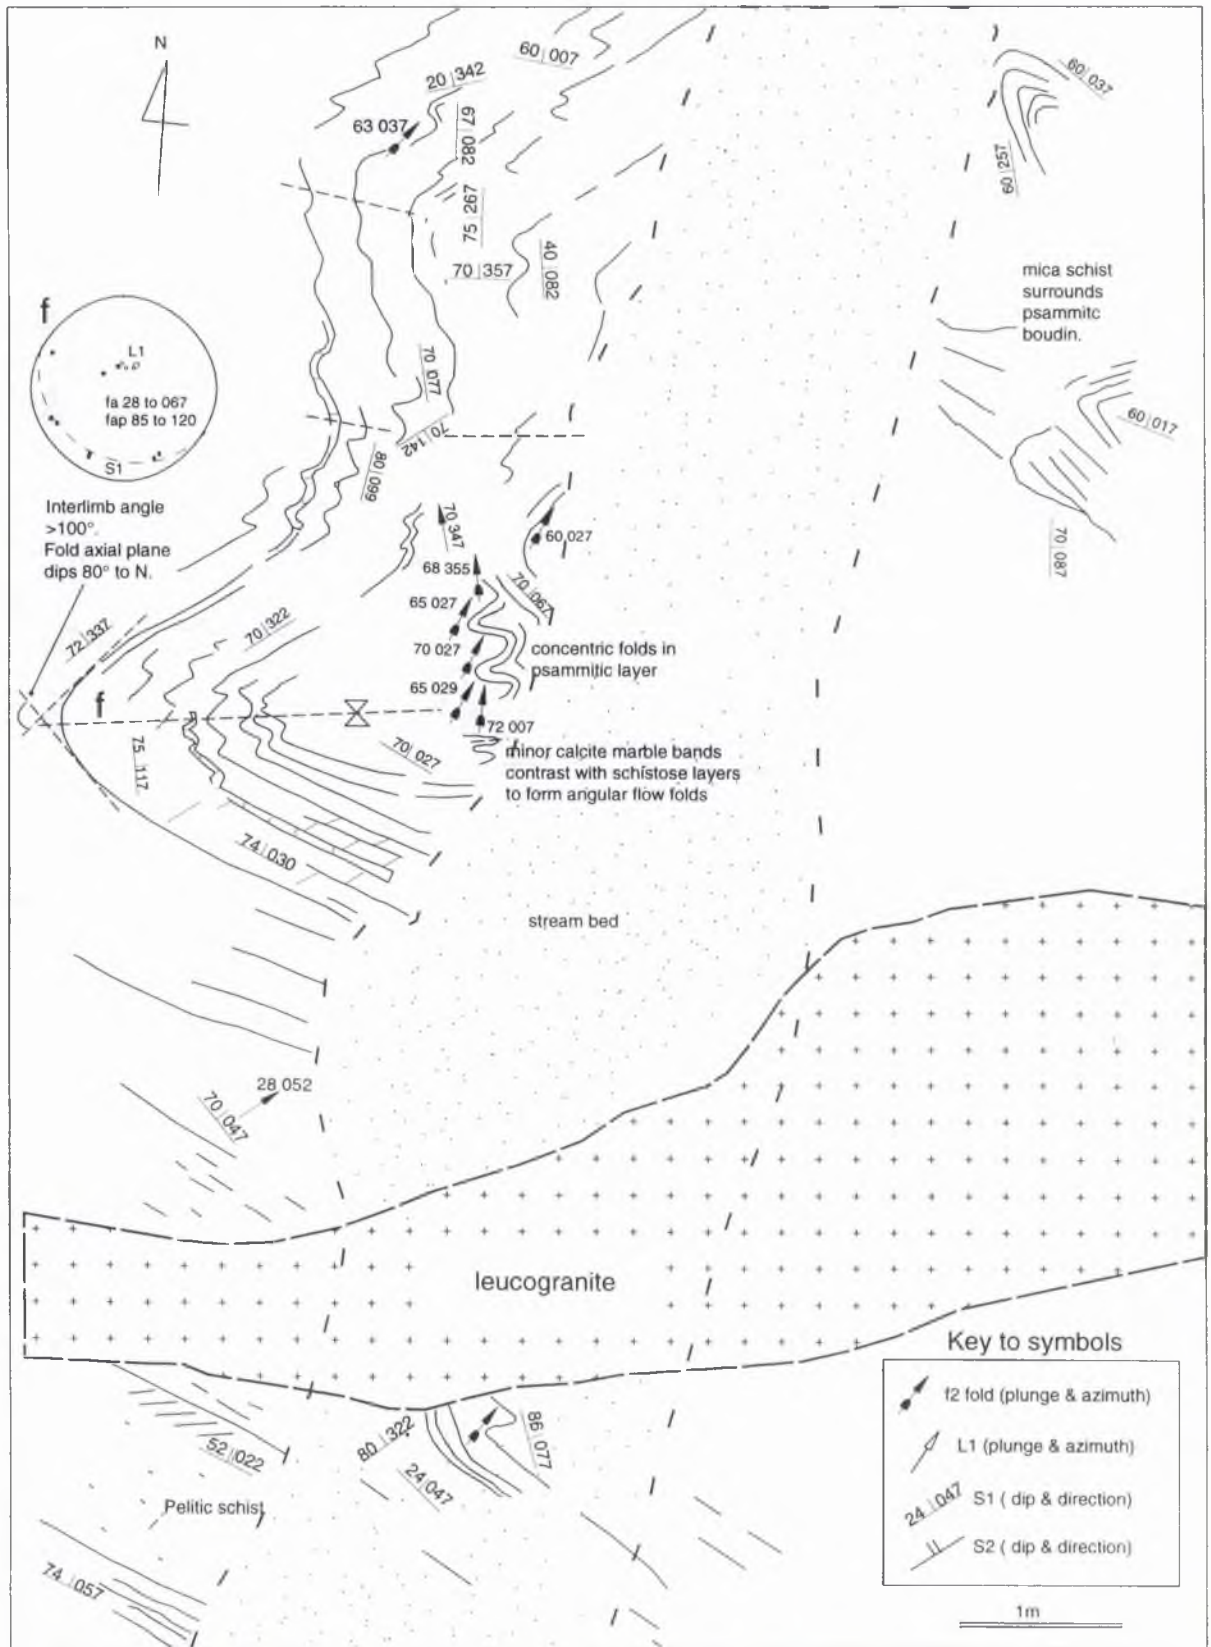 N
60 007
60 037
20 342
63 037
67 082
60 257
75 267
70 357
40 082
mica schist
surrounds
psammitc
boudin.
f
L1
fa 28 to 067
fap 85 to 120
S1
70 077
70 142
60 017
80 099
Interlimb angle
>100°.
Fold axial plane
dips 80° to N.
70 347
60 027
70 087
68 355
70 067
65 027
72 337
70 322
70 027
concentric folds in
psammitic layer
65 029
f
72 007
75 117
70 027
minor calcite marble bands
contrast with schistose layers
to form angular flow folds
74 030
stream bed
28 052
70 047
leucogranite
Key to symbols
f2 fold (plunge & azimuth)
L1 (plunge & azimuth)
24 047
S1 ( dip & direction)
S2 ( dip & direction)
1m
52 022
80 322
86 077
24 047
Pelitic schist
74 057